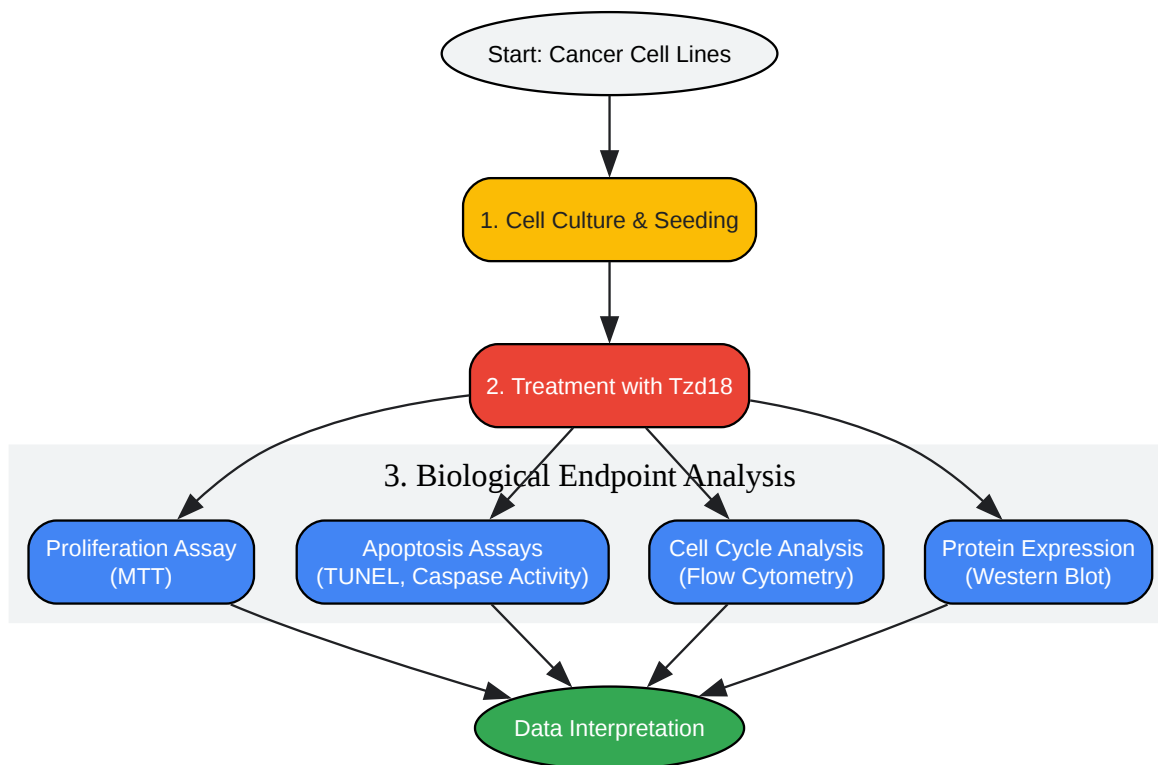 Start: Cancer Cell Lines
1. Cell Culture & Seeding
2. Treatment with Tzd18
3. Biological Endpoint Analysis
Proliferation Assay
(MTT)
Apoptosis Assays
(TUNEL, Caspase Activity)
Cell Cycle Analysis
(Flow Cytometry)
Protein Expression
(Western Blot)
Data Interpretation